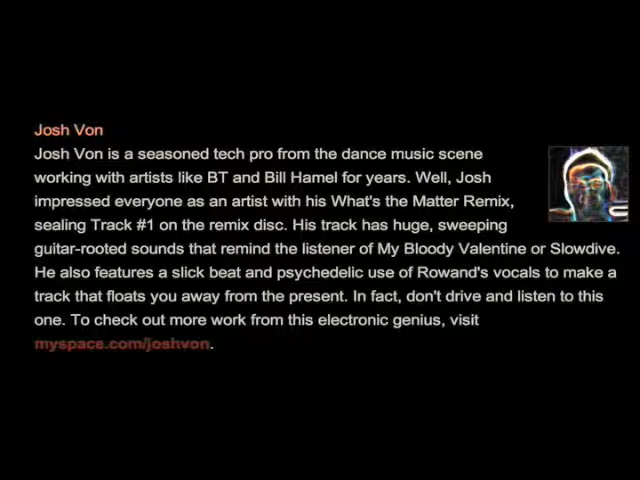 Josh Von
Josh Von is a seasoned tech pro from the dance music scene
working with artists like BT and Bill Hamel for years. Well, Josh
impressed everyone as an artist with his What's the Matter Remix,
sealing Track #1 on the remix disc. His track has huge, sweeping
guitar-rooted sounds that remind the listener of My Bloody Valentine or Slowdive.
He also features a slick beat and psychedelic use of Rowand's vocals to make a
track that floats you away from the present. In fact, don't drive and listen to this
one. To check out more work from this electronic genius, visit
myspace.com/joshvon.